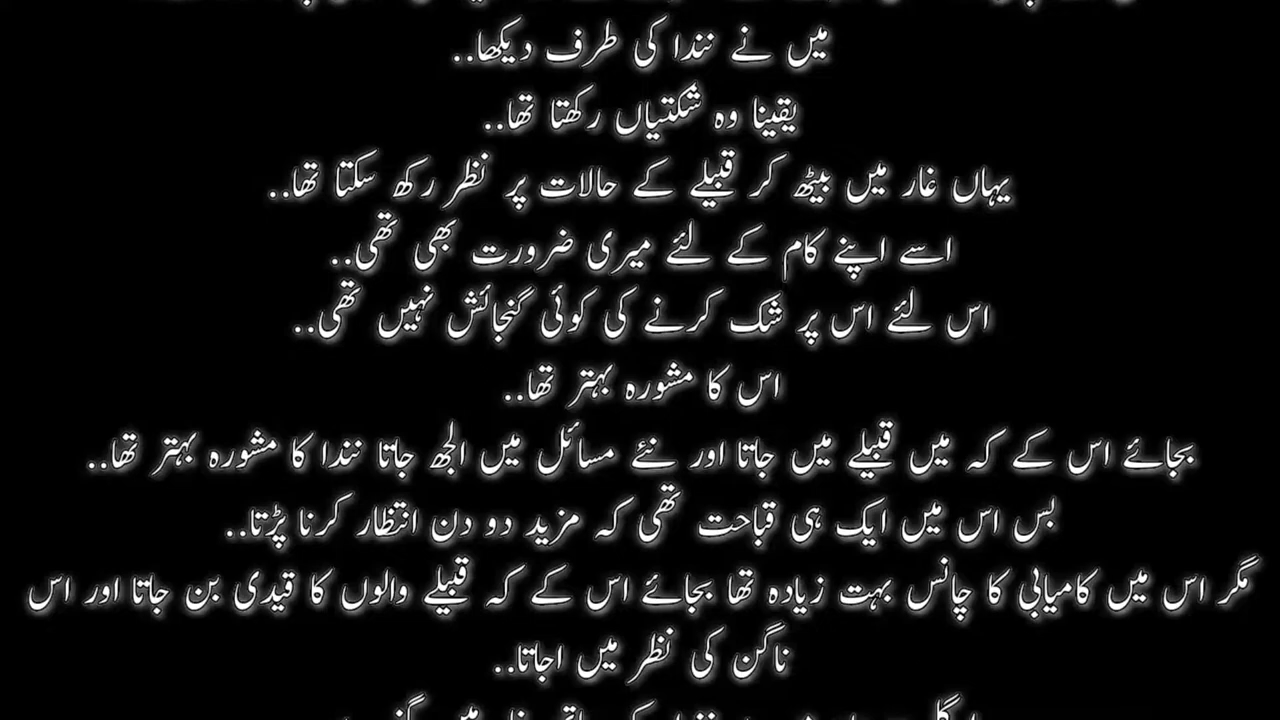 میں نے نندا کی طرف دیکھا..
یقینا وہ شکتیاں رکھتا تھا..
یہاں غار میں بیٹھ کر قبیلے کے حالات پر نظر رکھ سکتا تھا..
اسے اپنے کام کے لئے میری ضرورت بھی تھی..
اس لئے اس پر شک کرنے کی کوئی گنجائش نہیں تھی..
اس کا مشورہ بہتر تھا..
بجائے اس کے کہ میں قبیلے میں جاتا اور نئے مسائل میں الجھ جاتا نندا کا مشورہ بہتر تھا..
بس اس میں ایک ہی قباحت تھی کہ مزید دو دن انتظار کرنا پڑتا..
مگر اس میں کامیابی کا چانس بہت زیادہ تھا بجائے اس کے کہ قبیلے والوں کا قیدی بن جاتا اور اس
ناگن کی نظر میں اجاتا..